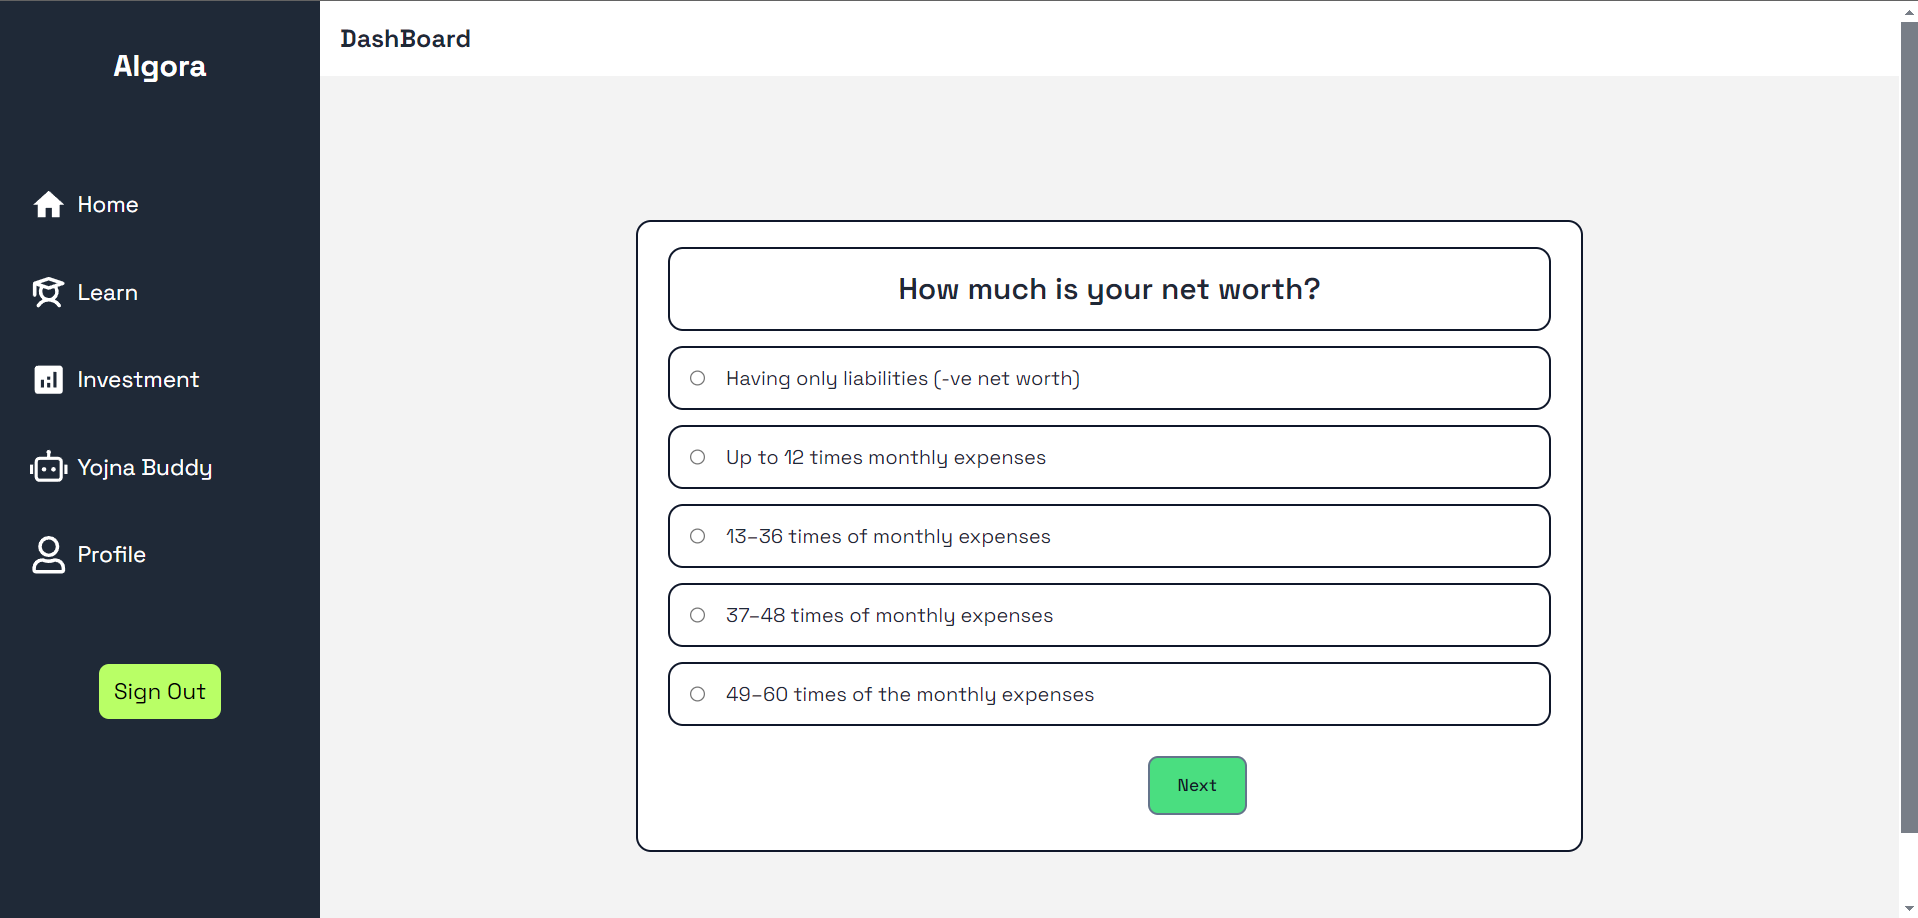 Algora
DashBoard
Home
Learn
Investment
Yojna Buddy
Profile
Sign Out
How much is your net worth?
Having only liabilities (-ve net worth)
Up to 12 times monthly expenses
13–36 times of monthly expenses
37–48 times of monthly expenses
49–60 times of the monthly expenses
Next